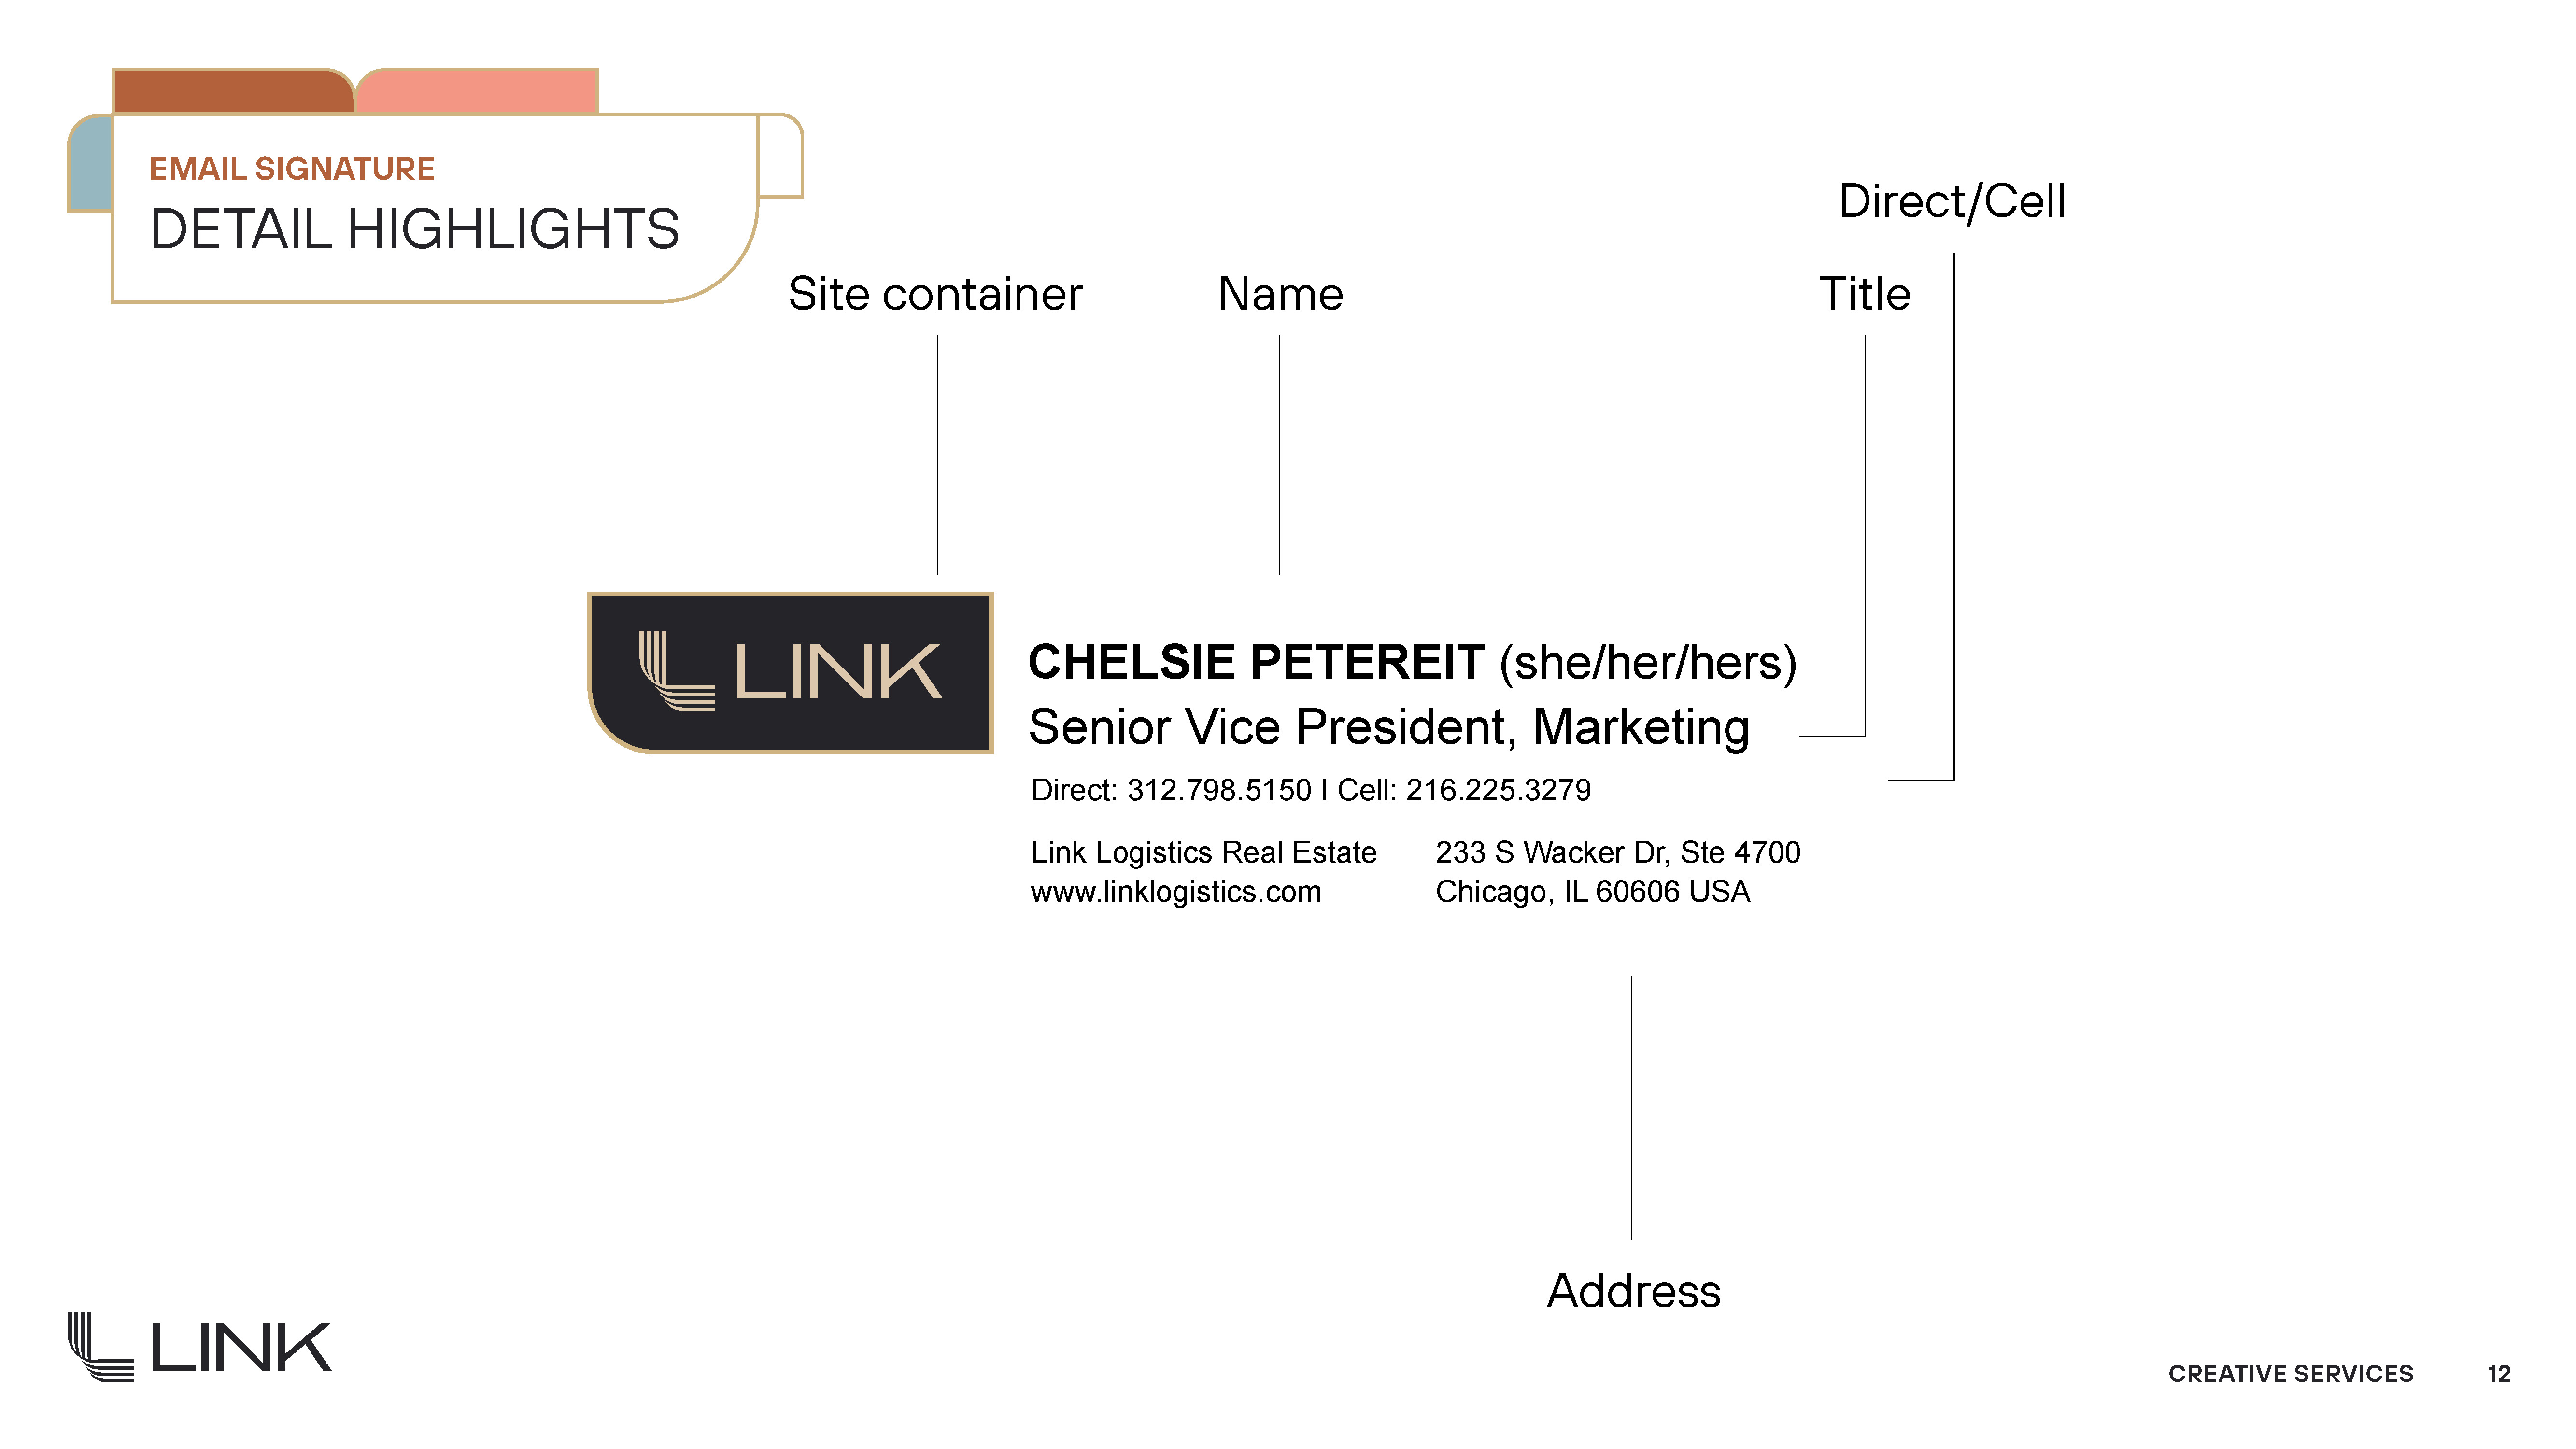 EMAIL SIGNATURE
DETAIL HIGHLIGHTS
Direct/Cell
Site container
Name
Title
LINK
CHELSIE PETEREIT (she/her/hers)
Senior Vice President, Marketing
Direct: 312.798.5150 I Cell: 216.225.3279
Link Logistics Real Estate
www.linklogistics.com
233 S Wacker Dr, Ste 4700
Chicago, IL 60606 USA
Address
LINK
CREATIVE SERVICES 12